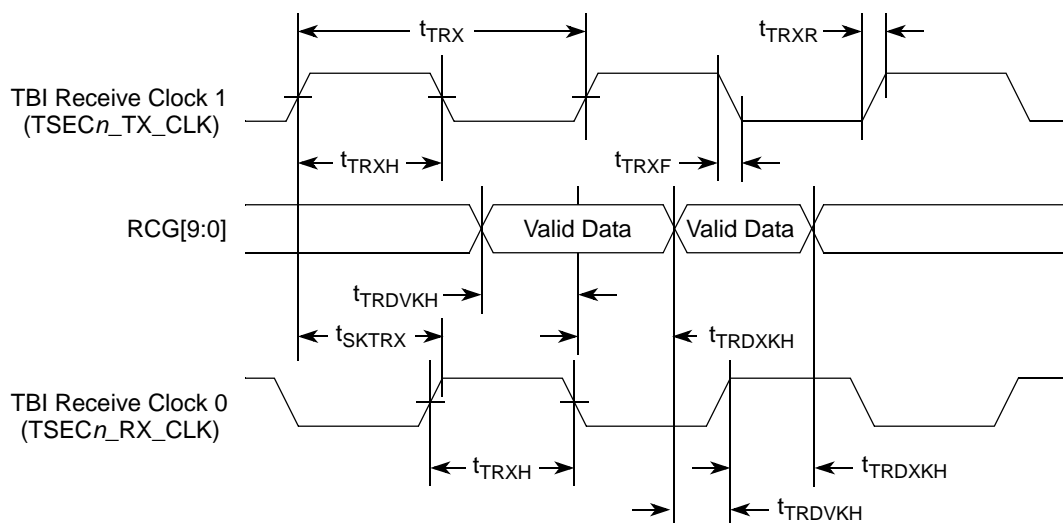 tTRX
tTRXR
TBI Receive Clock 1
(TSECn_TX_CLK)
tTRXH
tTRXF
RCG[9:0]
Valid Data
Valid Data
tTRDVKH
tSKTRX
tTRDXKH
TBI Receive Clock 0
(TSECn_RX_CLK)
tTRXH
tTRDXKH
tTRDVKH